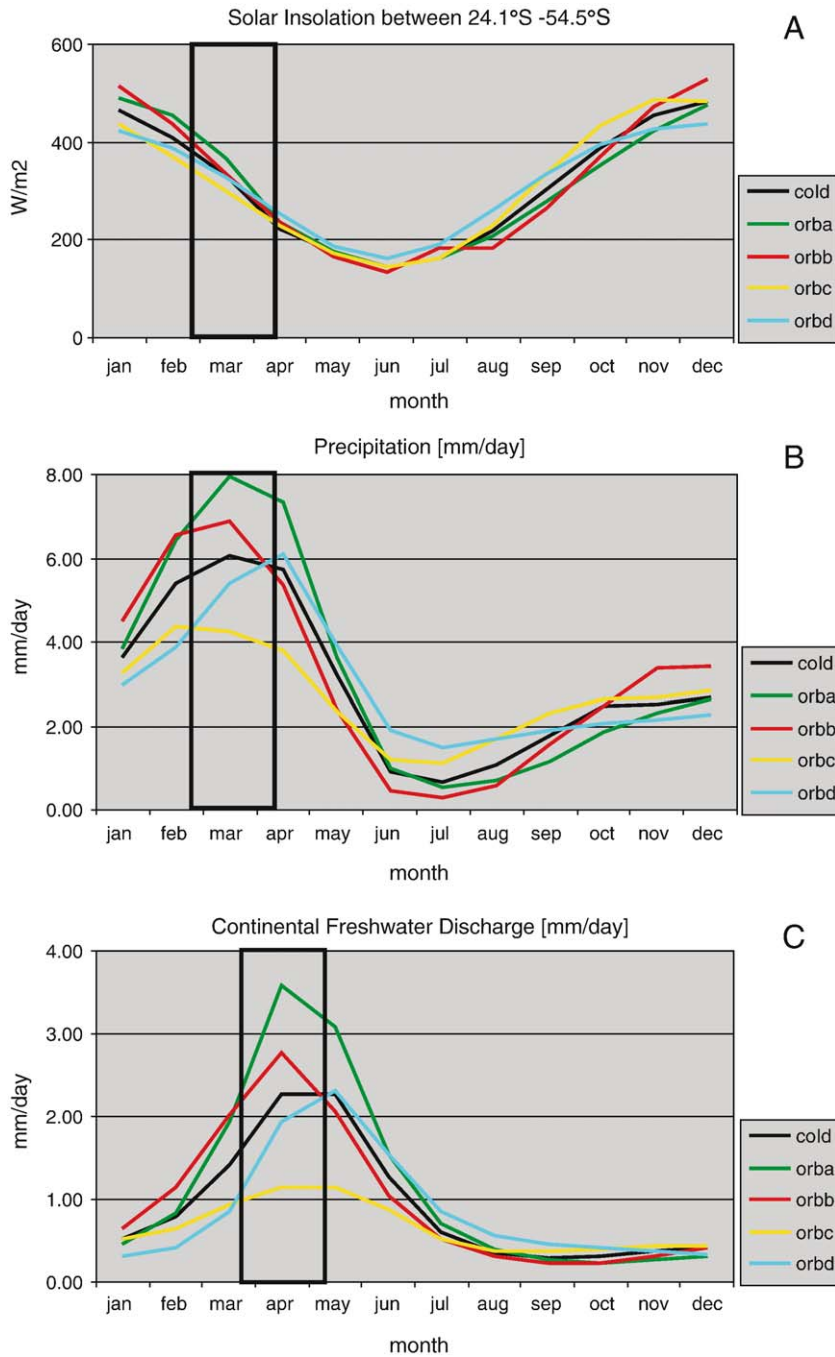 Solar Insolation between 24.1°S -54.5°S
A
600
400
200
0
W/m2
jan feb mar apr may jun jul aug sep oct nov dec
month
cold
orba
orbb
orbc
orbd
Precipitation [mm/day]
B
8.00
6.00
4.00
2.00
0.00
mm/day
jan feb mar apr may jun jul aug sep oct nov dec
month
cold
orba
orbb
orbc
orbd
Continental Freshwater Discharge [mm/day]
C
4.00
3.00
2.00
1.00
0.00
mm/day
jan feb mar apr may jun jul aug sep oct nov dec
month
cold
orba
orbb
orbc
orbd